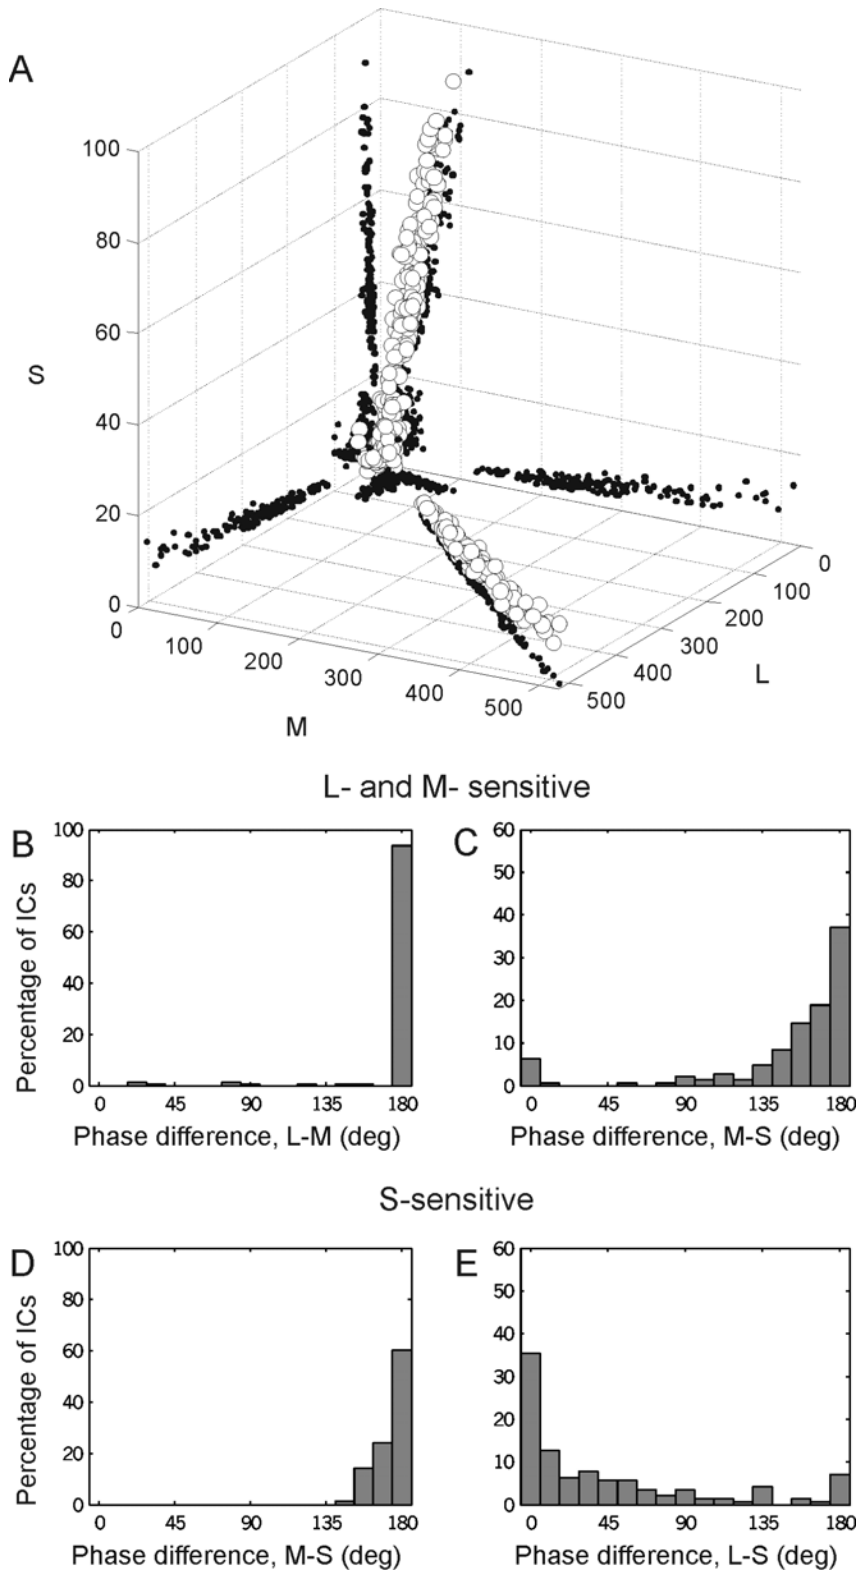 A
100
80
60
S
40
20
0
0
100
200
300
400
500
M
0
100
200
300
400
500
L
L- and M- sensitive
B
100
80
60
40
20
0
Percentage of ICs
0 45 90 135 180
Phase difference, L-M (deg)
C
60
50
40
30
20
10
0
0 45 90 135 180
Phase difference, M-S (deg)
S-sensitive
D
100
80
60
40
20
0
Percentage of ICs
0 45 90 135 180
Phase difference, M-S (deg)
E
60
50
40
30
20
10
0
0 45 90 135 180
Phase difference, L-S (deg)